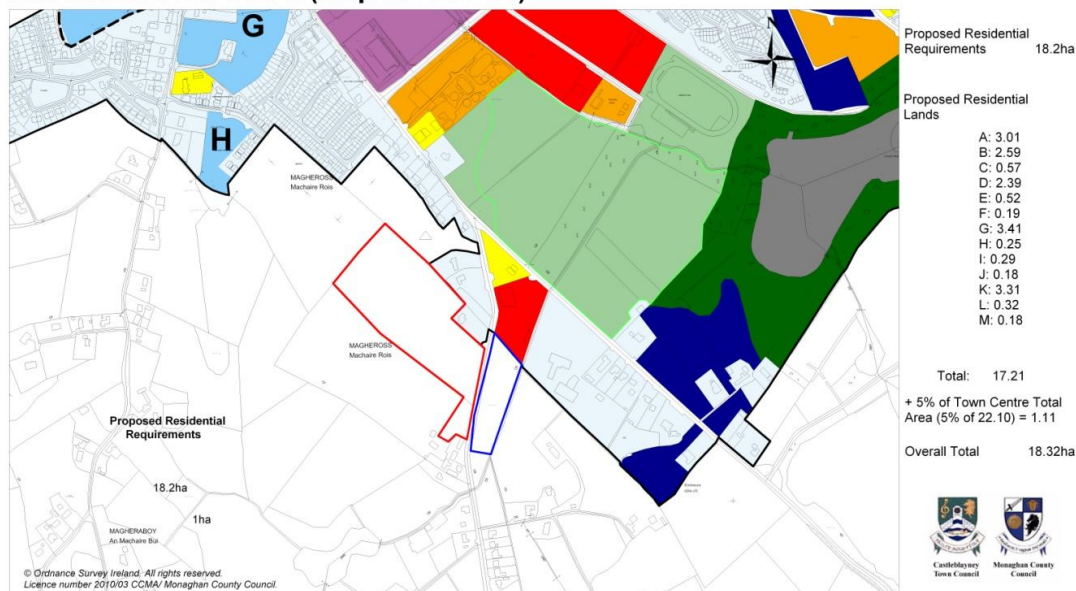 G
H
N
MAGHEROSS
Machaire Rois
MAGHEROSS
Machaire Rois
Proposed Residential
Requirements
18.2ha
1ha
MAGHERABOY
An Machaire Buí
© Ordnance Survey Ireland. All rights reserved.
Licence number 2010/03 CCMA/ Monaghan County Council.
Proposed Residential
Requirements 18.2ha
Proposed Residential
Lands
A: 3.01
B: 2.59
C: 0.57
D: 2.39
E: 0.52
F: 0.19
G: 3.41
H: 0.25
I: 0.29
J: 0.18
K: 3.31
L: 0.32
M: 0.18
Total: 17.21
+ 5% of Town Centre Total
Area (5% of 22.10) = 1.11
Overall Total 18.32ha
Castleblayney
Town Council
Monaghan County
Council